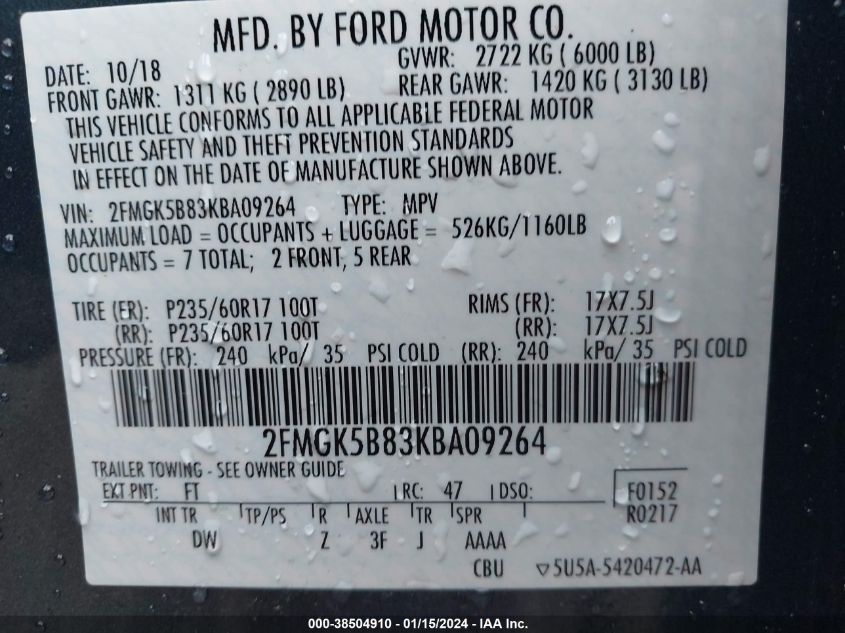 MFD. BY FORD MOTOR CO.
DATE: 10/18 GVWR: 2722 KG ( 6000 LB)
FRONT GAWR: 1311 KG ( 2890 LB) REAR GAWR: 1420 KG ( 3130 LB)
THIS VEHICLE CONFORMS TO ALL APPLICABLE FEDERAL MOTOR
VEHICLE SAFETY AND THEFT PREVENTION STANDARDS
IN EFFECT ON THE DATE OF MANUFACTURE SHOWN ABOVE.
VIN: 2FMGK5B83KBA09264 TYPE: MPV
MAXIMUM LOAD = OCCUPANTS + LUGGAGE = 526KG/1160LB
OCCUPANTS = 7 TOTAL; 2 FRONT, 5 REAR
TIRE (FR): P235/60R17 100T RIMS (FR): 17X7.5J
(RR): P235/60R17 100T (RR): 17X7.5J
PRESSURE (FR): 240 kPa/ 35 PSI COLD (RR): 240 kPa/ 35 PSI COLD
2FMGK5B83KBA09264
TRAILER TOWING - SEE OWNER GUIDE
EXT PNT: FT RC: 47 DSO: F0152
INT TR TP/PS R AXLE TR SPR R0217
DW Z 3F J AAAA
CBU ▽5U5A-5420472-AA
000-38504910 - 01/15/2024 - IAA Inc.